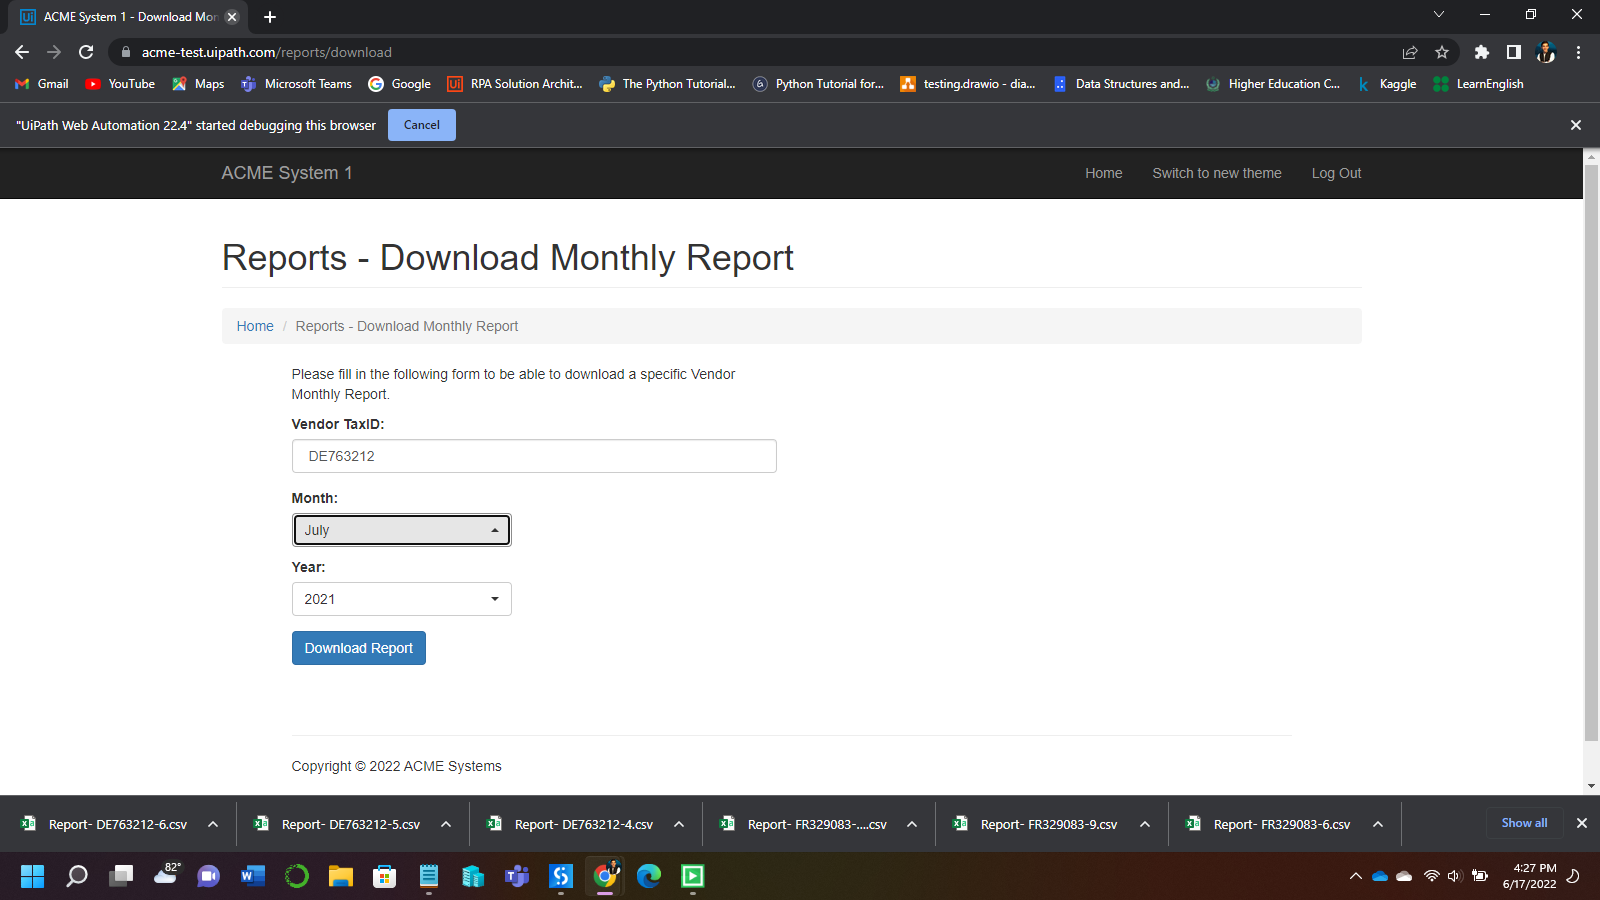 ACME System 1 - Download Mon
acme-test.uipath.com/reports/download
Gmail YouTube Maps Microsoft Teams Google RPA Solution Archit... The Python Tutorial... Python Tutorial for... testing.drawio - dia... Data Structures and... Higher Education C... Kaggle LearnEnglish
"UiPath Web Automation 22.4" started debugging this browser Cancel
ACME System 1 Home Switch to new theme Log Out
Reports - Download Monthly Report
Home / Reports - Download Monthly Report
Please fill in the following form to be able to download a specific Vendor
Monthly Report.
Vendor TaxID:
DE763212
Month:
July
Year:
2021
Download Report
Copyright © 2022 ACME Systems
Report- DE763212-6.csv Report- DE763212-5.csv Report- DE763212-4.csv Report- FR329083-....csv Report- FR329083-9.csv Report- FR329083-6.csv Show all
82°
4:27 PM
6/17/2022